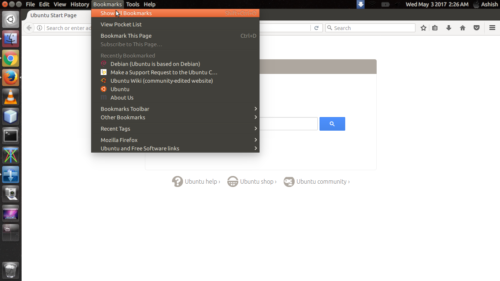 File Edit View History Bookmarks Tools Help
Wed May 3 2017 2:26 AM Ashish
Ubuntu Start Page
Search or enter
Search
Bookmarks
View Pocket List
Bookmark This Page Ctrl+D
Subscribe to This Page...
Recently Bookmarked
Debian (Ubuntu is based on Debian)
Make a Support Request to the Ubuntu C...
Ubuntu Wiki (community-edited website)
Ubuntu
About Us
Bookmarks Toolbar
Other Bookmarks
Recent Tags
Mozilla Firefox
Ubuntu and Free Software links
Ubuntu help › Ubuntu shop › Ubuntu community ›